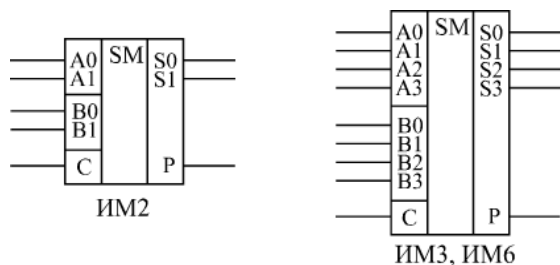 A0 SM S0
A1 S1
B0
B1
C P
ИМ2
A0 SM S0
A1 S1
A2 S2
A3 S3
B0
B1
B2
B3
C P
ИМ3, ИМ6